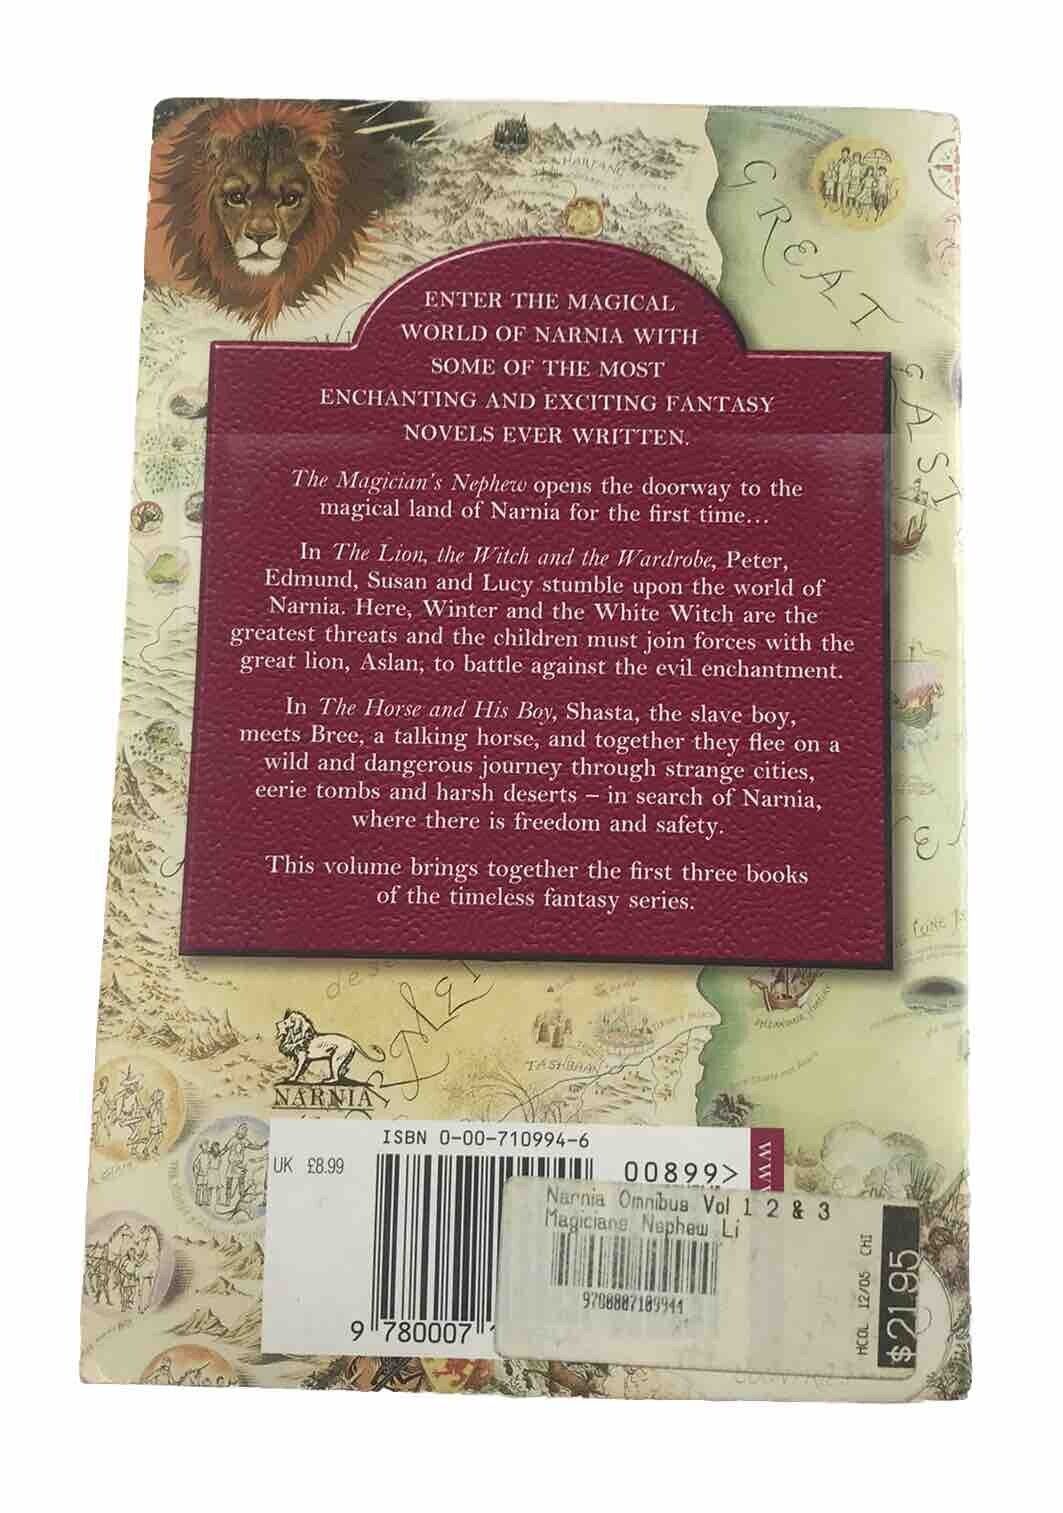 HARFANG
GREAT
EAST
ENTER THE MAGICAL
WORLD OF NARNIA WITH
SOME OF THE MOST
ENCHANTING AND EXCITING FANTASY
NOVELS EVER WRITTEN.
The Magician's Nephew opens the doorway to the
magical land of Narnia for the first time...
In The Lion, the Witch and the Wardrobe, Peter,
Edmund, Susan and Lucy stumble upon the world of
Narnia. Here, Winter and the White Witch are the
greatest threats and the children must join forces with the
great lion, Aslan, to battle against the evil enchantment.
In The Horse and His Boy, Shasta, the slave boy,
meets Bree, a talking horse, and together they flee on a
wild and dangerous journey through strange cities,
eerie tombs and harsh deserts – in search of Narnia,
where there is freedom and safety.
This volume brings together the first three books
of the timeless fantasy series.
TASHBAAN
NARNIA
ISBN 0-00-710994-6
UK £8.99
00899>
Narnia Omnibus Vol 1 2 & 3
Magicians Nephew Li
9780007109944
9 780007
HCOL 12/05 CHI
$21.95